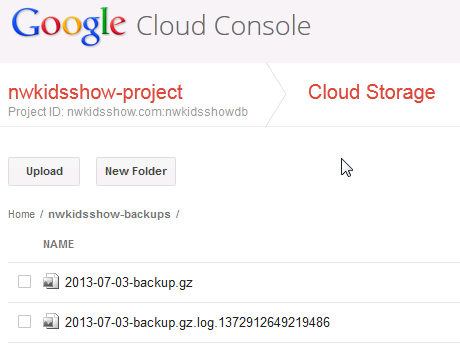 Google Cloud Console
nwkidsshow-project
Cloud Storage
Project ID: nwkidsshow.com:nwkidsshowdb
Upload
New Folder
Home / nwkidsshow-backups /
NAME
2013-07-03-backup.gz
2013-07-03-backup.gz.log.1372912649219486